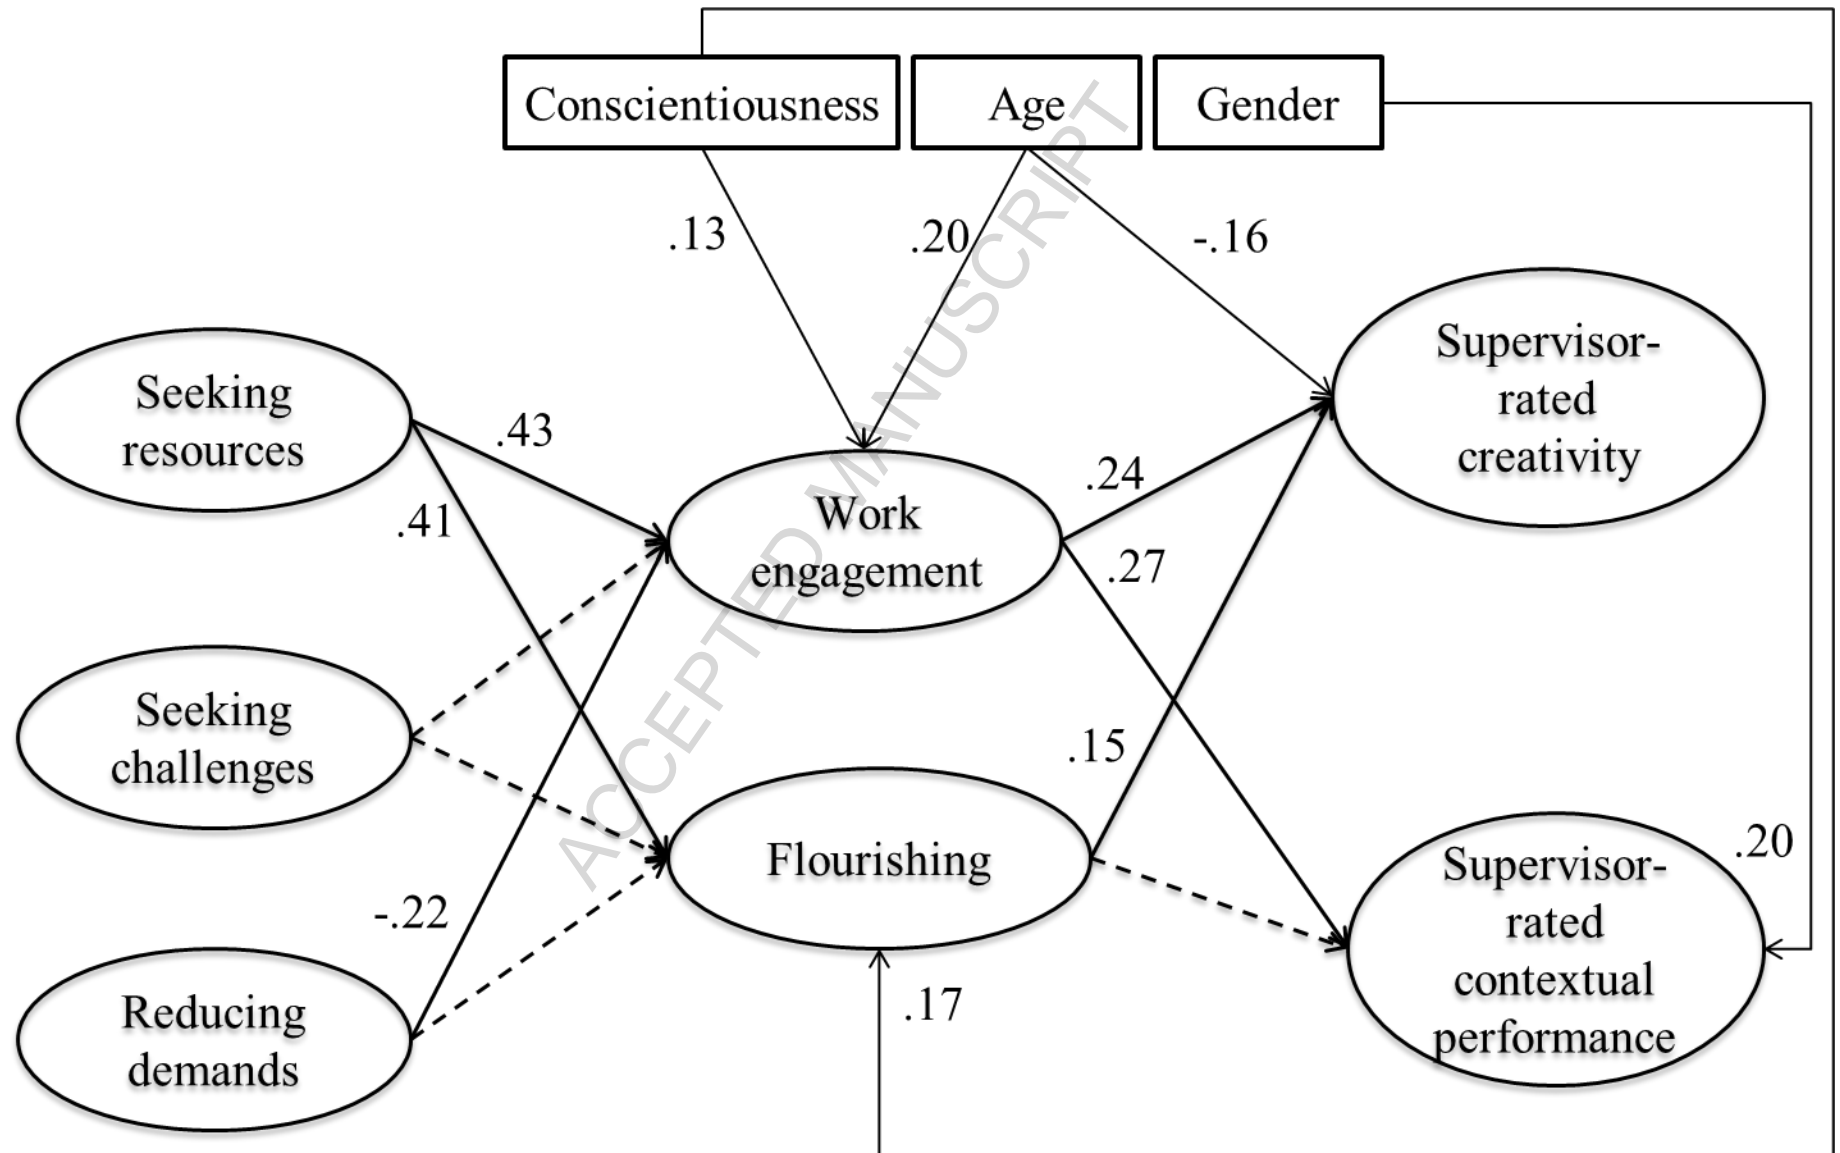 Conscientiousness
Age
Gender
.13
.20
-.16
Seeking
resources
.43
.41
Work
engagement
.24
.27
Supervisor-
rated
creativity
Seeking
challenges
Flourishing
.15
-.22
Reducing
demands
.17
Supervisor-
rated
contextual
performance
.20
ACCEPTED MANUSCRIPT